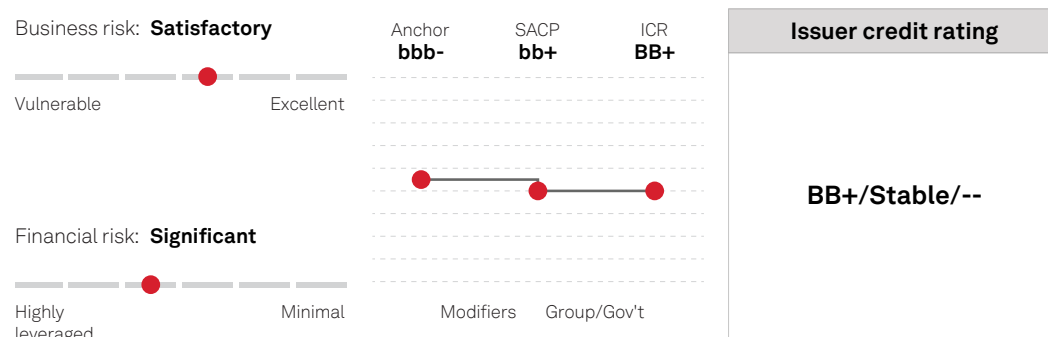 Business risk: Satisfactory
Vulnerable Excellent
Financial risk: Significant
Highly Minimal
leveraged
Anchor SACP ICR
bbb- bb+ BB+
Modifiers Group/Gov't
Issuer credit rating
BB+/Stable/--